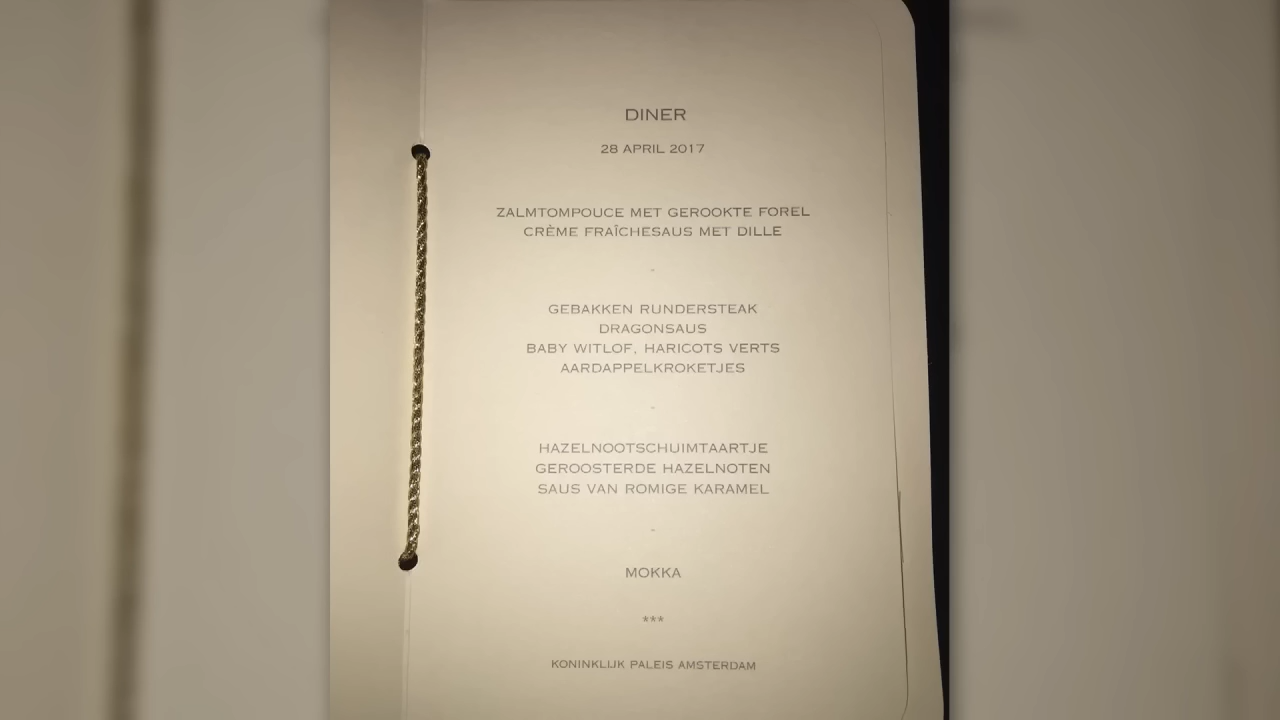 DINER
28 APRIL 2017
ZALMTOMPOUCE MET GEROOKTE FOREL
CRÈME FRAÎCHESAUS MET DILLE
-
GEBAKKEN RUNDERSTEAK
DRAGONSAUS
BABY WITLOF, HARICOTS VERTS
AARDAPPELKROKETJES
-
HAZELNOOTSCHUIMTAARTJE
GEROOSTERDE HAZELNOTEN
SAUS VAN ROMIGE KARAMEL
-
MOKKA
***
KONINKLIJK PALEIS AMSTERDAM